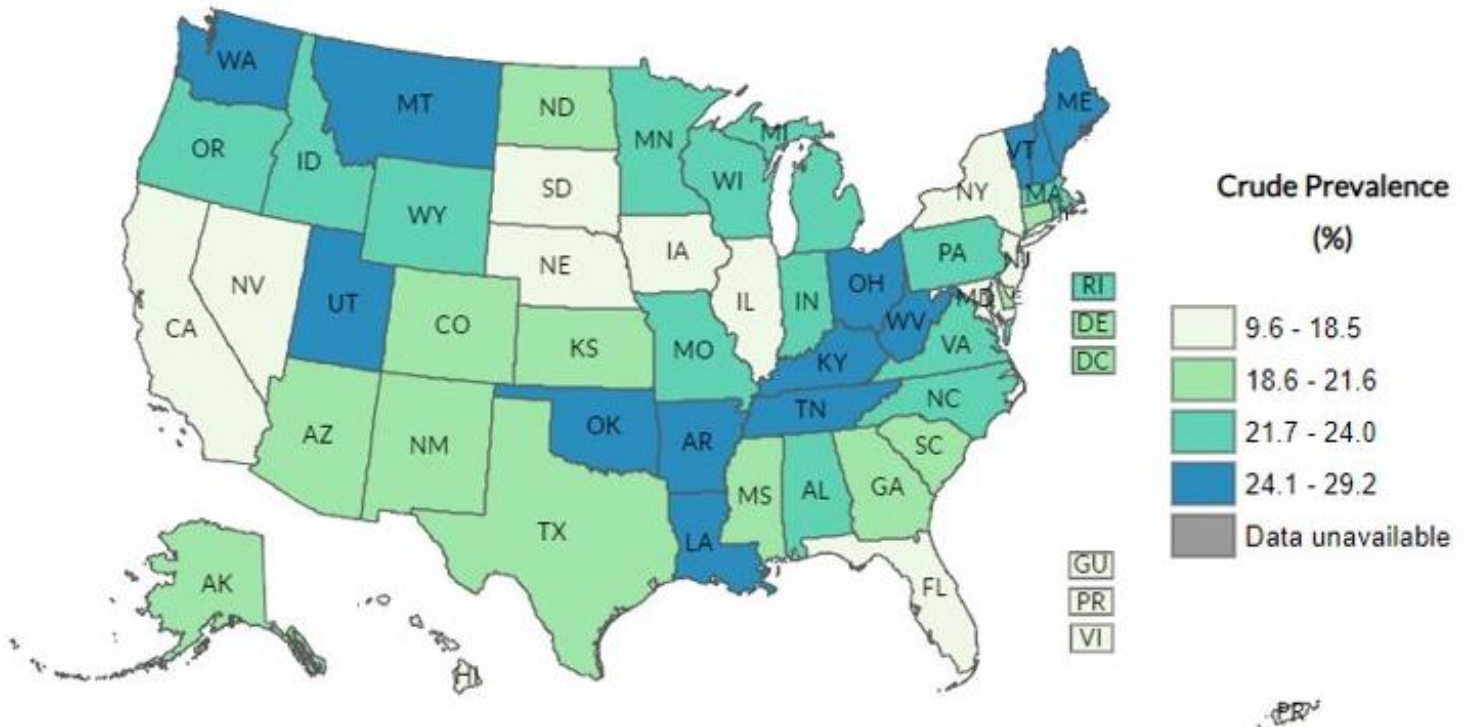 WA
MT
ND
MN
MI
ME
VT
OR
ID
SD
WI
NY
MA
WY
IA
PA
NJ
NE
RI
NV
UT
CO
IL
IN
OH
MD
E
DE
CA
KS
MO
WV
VA
DC
KY
NC
TN
AZ
NM
OK
AR
SC
MS
AL
GA
TX
LA
AK
FL
HI
GU
PR
VI
PR
Crude Prevalence
(%)
9.6 - 18.5
18.6 - 21.6
21.7 - 24.0
24.1 - 29.2
Data unavailable